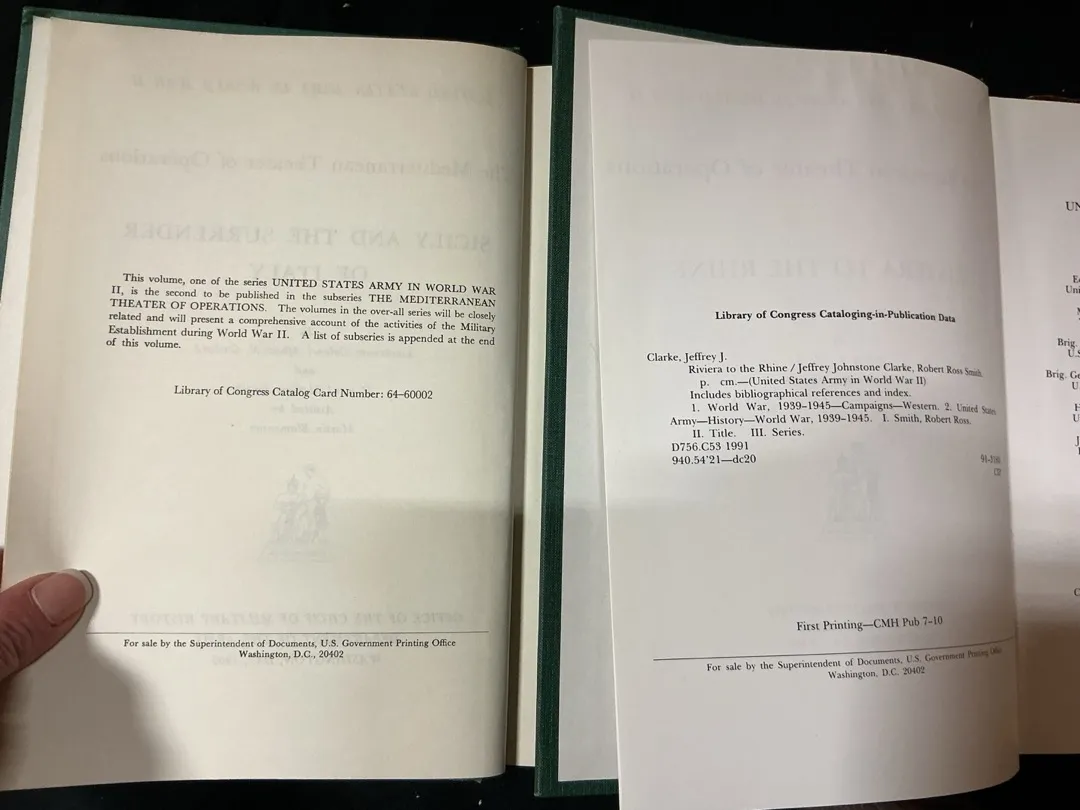 This volume, one of the series UNITED STATES ARMY IN WORLD WAR
II, is the second to be published in the subseries THE MEDITERRANEAN
THEATER OF OPERATIONS. The volumes in the over-all series will be closely
related and will present a comprehensive account of the activities of the Military
Establishment during World War II. A list of subseries is appended at the end
of this volume.
Library of Congress Catalog Card Number: 64–60002
For sale by the Superintendent of Documents, U.S. Government Printing Office
Washington, D.C., 20402
Library of Congress Cataloging-in-Publication Data
Clarke, Jeffrey J.
Riviera to the Rhine / Jeffrey Johnstone Clarke, Robert Ross Smith.
p. cm.—(United States Army in World War II)
Includes bibliographical references and index.
1. World War, 1939–1945—Campaigns—Western. 2. United States.
Army—History—World War, 1939–1945. I. Smith, Robert Ross.
II. Title. III. Series.
D756.C53 1991
940.54'21—dc20
First Printing—CMH Pub 7–10
For sale by the Superintendent of Documents, U.S. Government Printing Office
Washington, D.C. 20402
UN
Uni
Brig.
U.S
Brig. Ge
U